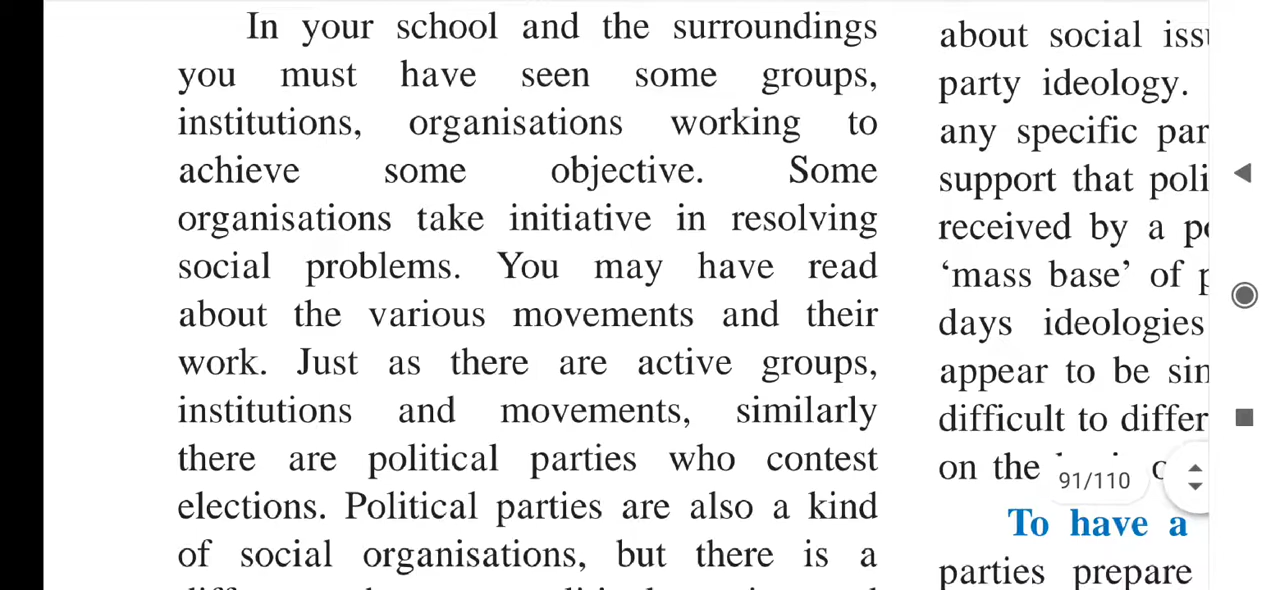 In your school and the surroundings
you must have seen some groups,
institutions, organisations working to
achieve some objective. Some
organisations take initiative in resolving
social problems. You may have read
about the various movements and their
work. Just as there are active groups,
institutions and movements, similarly
there are political parties who contest
elections. Political parties are also a kind
of social organisations, but there is a
about social
party ideology.
any specific
support that
received by a
‘mass base’ of
days ideologies
appear to be
difficult to
on the
91/110
To have a
parties prepare